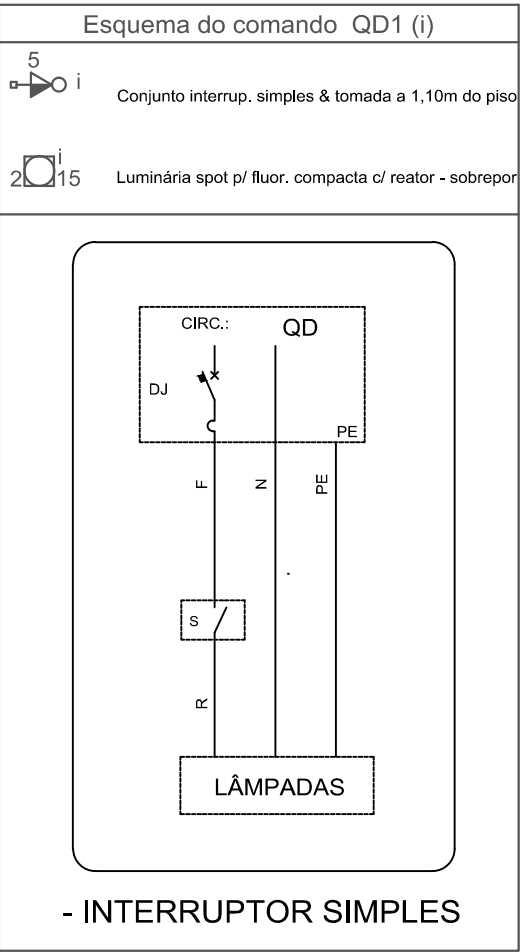 Esquema do comando QD1 (i)
5
i
Conjunto interrup. simples & tomada a 1,10m do piso
i
2 15
Luminária spot p/ fluor. compacta c/ reator - sobrepor
CIRC.: QD
DJ
PE
F N PE
S
R
LÂMPADAS
- INTERRUPTOR SIMPLES